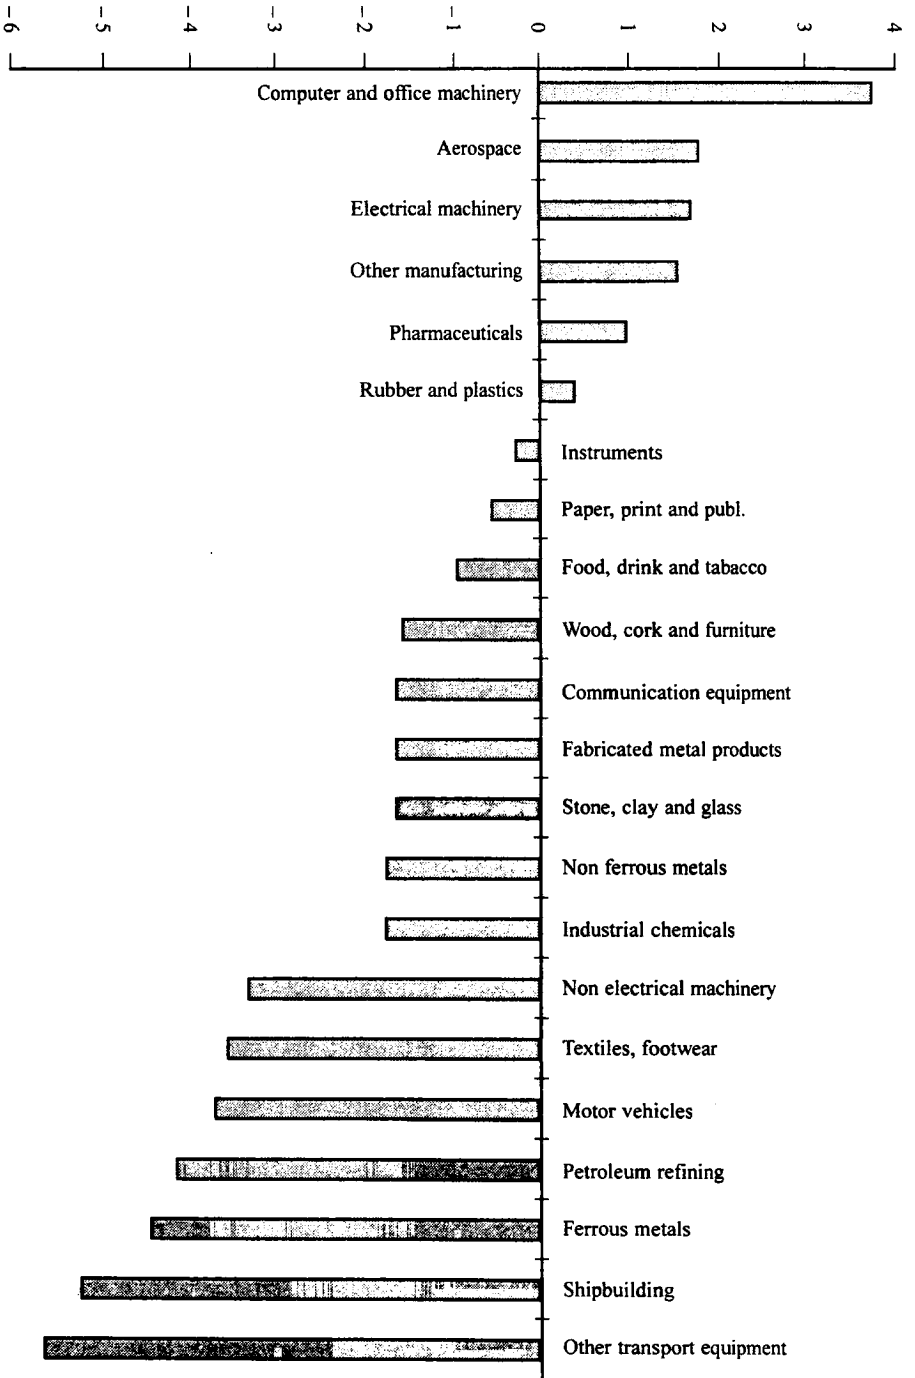 -6 -5 -4 -3 -2 -1 0 1 2 3 4
Computer and office machinery
Aerospace
Electrical machinery
Other manufacturing
Pharmaceuticals
Rubber and plastics
Instruments
Paper, print and publ.
Food, drink and tabacco
Wood, cork and furniture
Communication equipment
Fabricated metal products
Stone, clay and glass
Non ferrous metals
Industrial chemicals
Non electrical machinery
Textiles, footwear
Motor vehicles
Petroleum refining
Ferrous metals
Shipbuilding
Other transport equipment